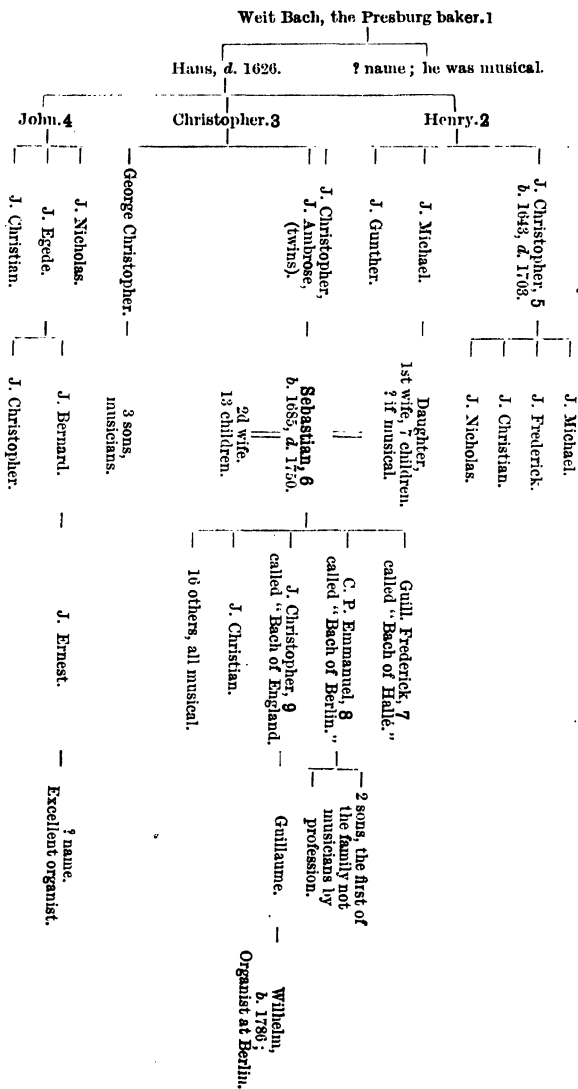 Weit Bach, the Presburg baker.1
Hans, d. 1626.
? name; he was musical.
John.4
Christopher.3
Henry.2
J. Christian.
J. Egede.
J. Nicholas.
George Christopher.
J. Christopher,
J. Ambrose,
(twins).
J. Gunther.
J. Michael.
J. Christopher, 5
b. 1643, d. 1703.
J. Christopher.
J. Bernard.
3 sons,
musicians.
Sebastian, 6
b. 1685, d. 1750.
2d wife.
13 children.
Daughter,
1st wife, 7 children.
? if musical.
J. Nicholas.
J. Christian.
J. Frederick.
J. Michael.
J. Ernest.
16 others, all musical.
J. Christian.
J. Christopher, 9
called "Bach of England.
C. P. Emmanuel, 8
called "Bach of Berlin."
Guill. Frederick, 7
called "Bach of Hallé."
? name.
Excellent organist.
Guillaume.
2 sons, the first of
the family not
musicians by
profession.
Wilhelm,
b. 1786;
Organist at Berlin.